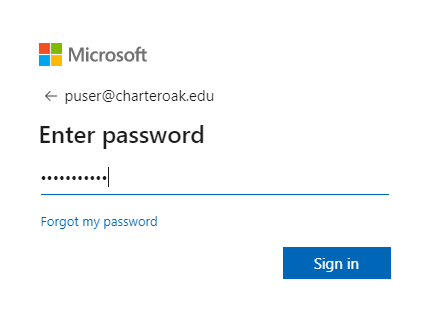 Microsoft
← puser@charteroak.edu
Enter password
•••••••••••
Forgot my password
Sign in